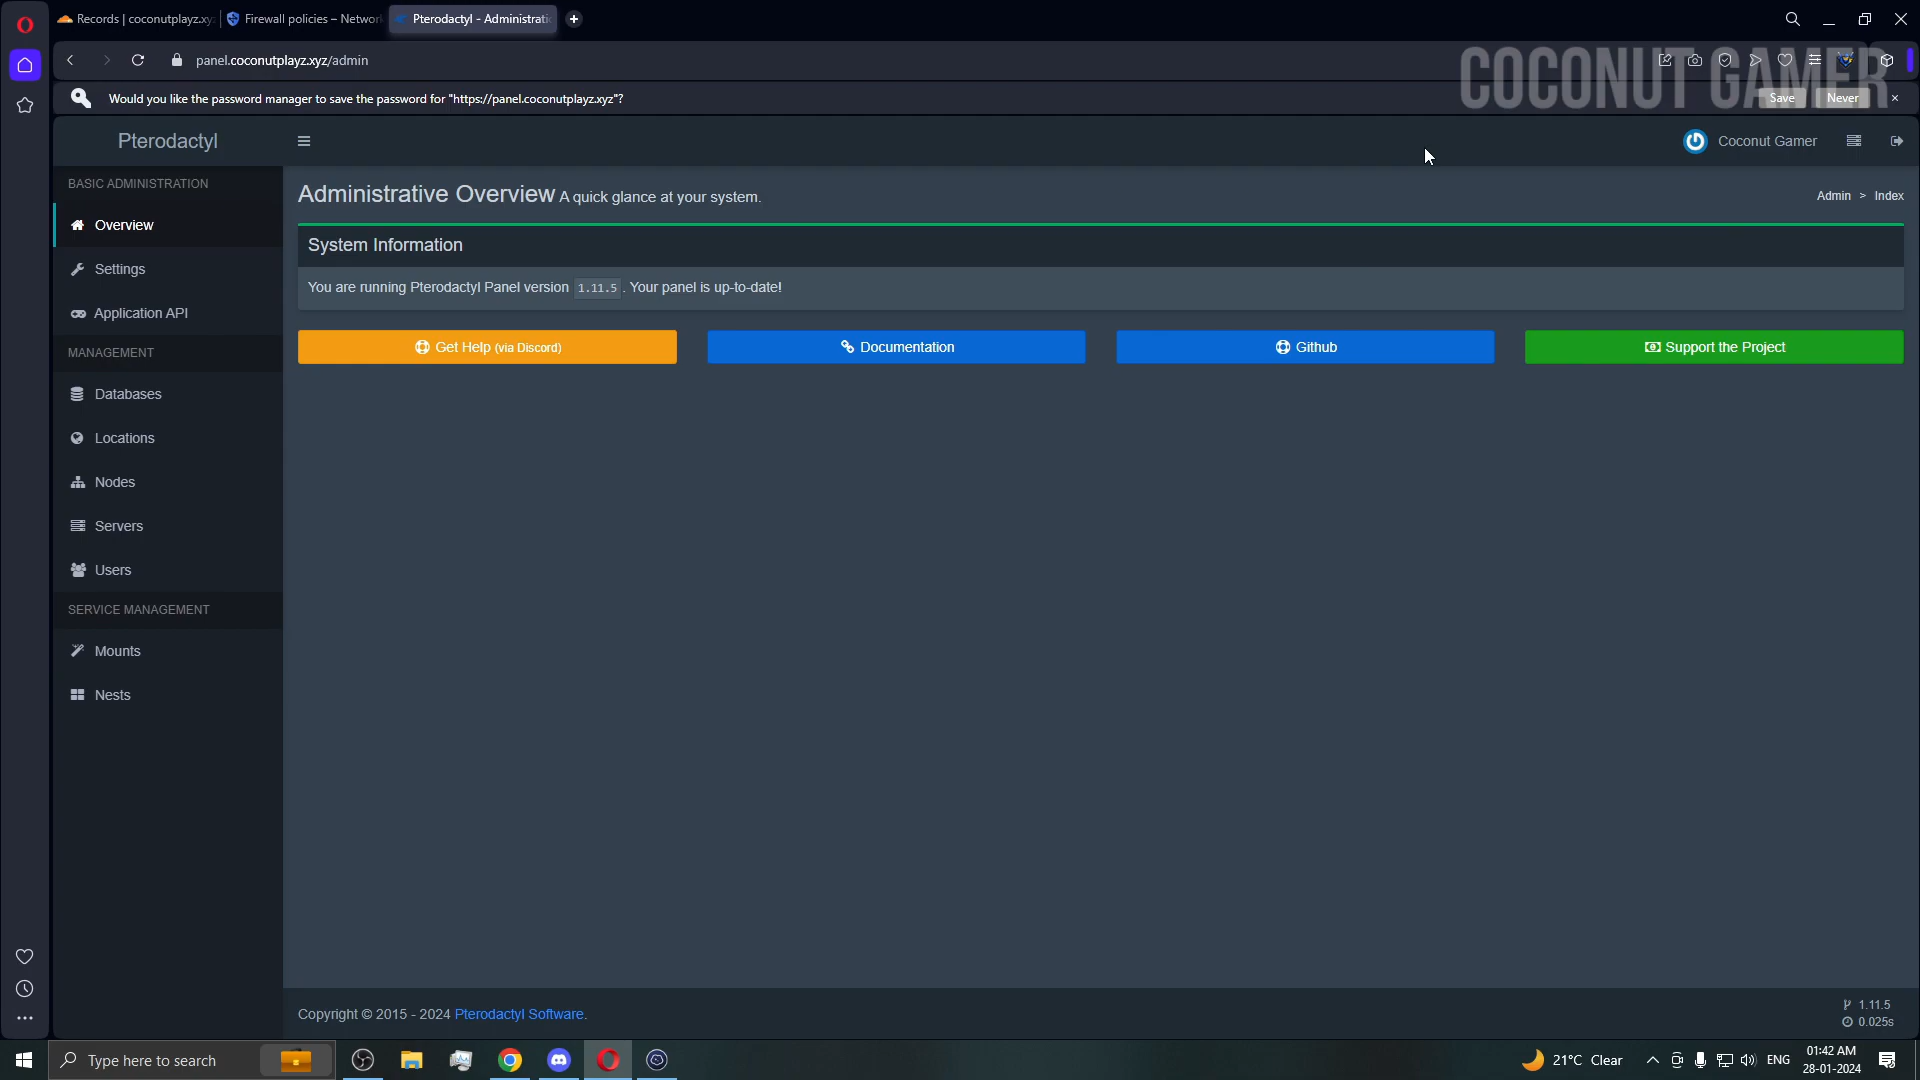 Records | coconutplayz.xy
Firewall policies – Network
Pterodactyl - Administrati
panel.coconutplayz.xyz/admin
COCONUT GAMER
Would you like the password manager to save the password for "https://panel.coconutplayz.xyz"?
Save
Never
Pterodactyl
Coconut Gamer
BASIC ADMINISTRATION
Overview
Settings
Application API
MANAGEMENT
Databases
Locations
Nodes
Servers
Users
SERVICE MANAGEMENT
Mounts
Nests
Administrative Overview A quick glance at your system.
Admin > Index
System Information
You are running Pterodactyl Panel version 1.11.5. Your panel is up-to-date!
Get Help (via Discord)
Documentation
Github
Support the Project
Copyright © 2015 - 2024 Pterodactyl Software.
1.11.5
0.025s
Type here to search
21°C Clear
ENG
01:42 AM
28-01-2024